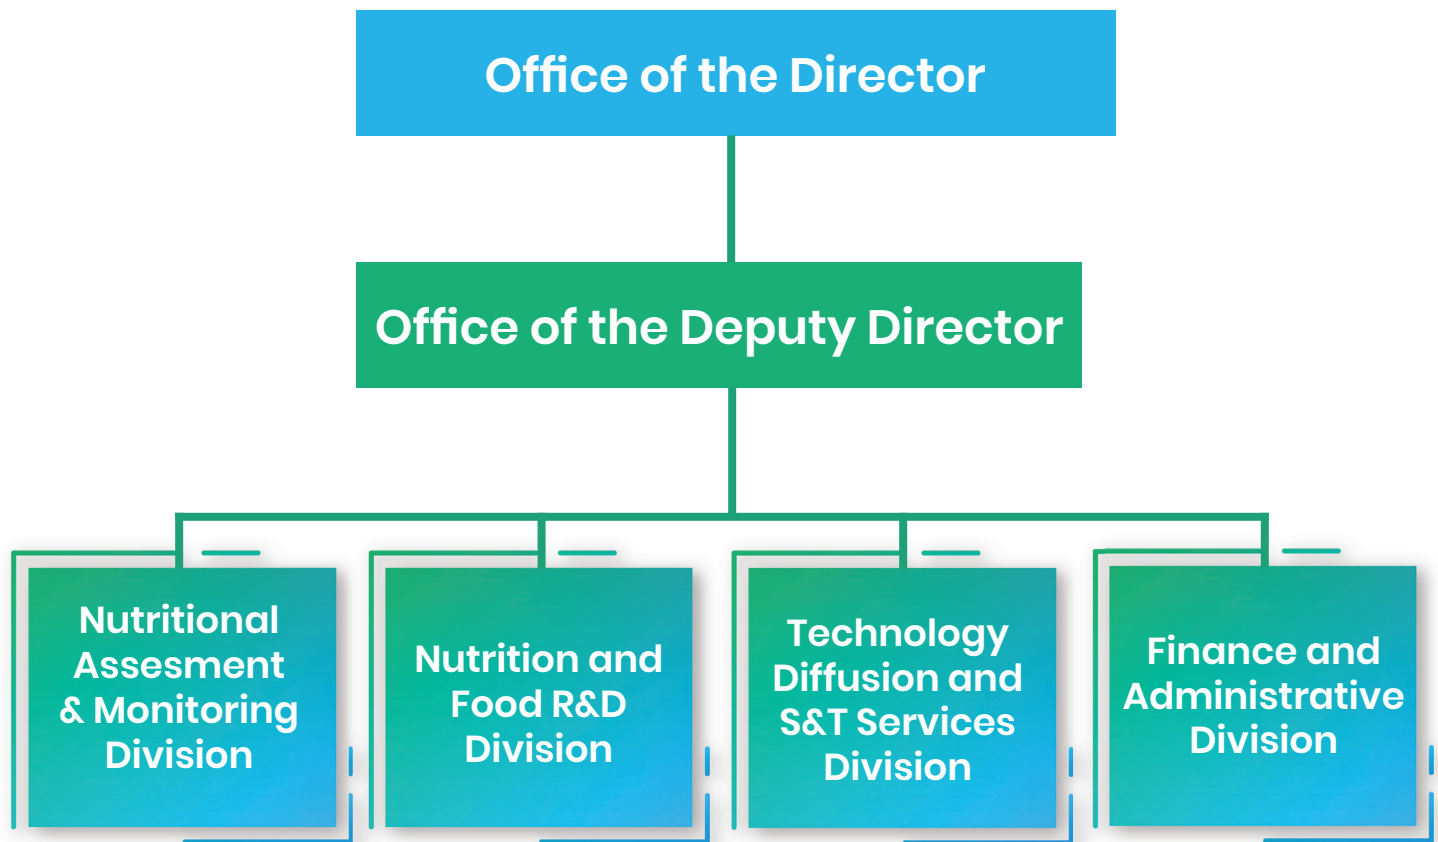 Office of the Director
Office of the Deputy Director
Nutritional
Assesment
& Monitoring
Division
Nutrition and
Food R&D
Division
Technology
Diffusion and
S&T Services
Division
Finance and
Administrative
Division